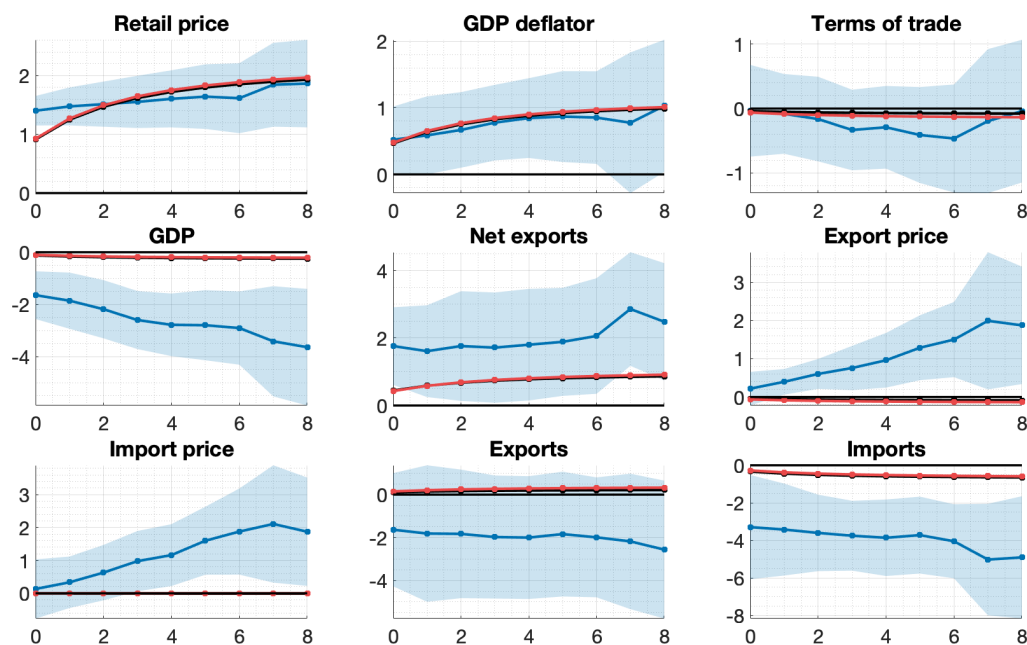 Retail price
2
1
0
0 2 4 6 8
GDP deflator
2
1
0
0 2 4 6 8
Terms of trade
1
0
-1
0 2 4 6 8
GDP
0
-2
-4
0 2 4 6 8
Net exports
4
2
0
0 2 4 6 8
Export price
3
2
1
0
0 2 4 6 8
Import price
3
2
1
0
0 2 4 6 8
Exports
0
-2
-4
0 2 4 6 8
Imports
0
-2
-4
-6
-8
0 2 4 6 8